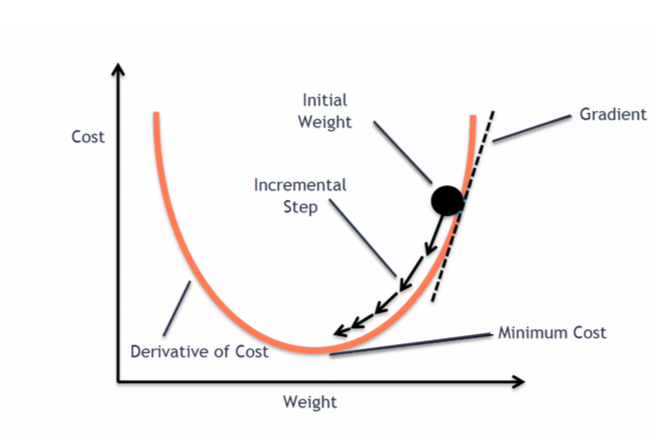 Initial
Weight
Gradient
Cost
Incremental
Step
Minimum Cost
Derivative of Cost
Weight